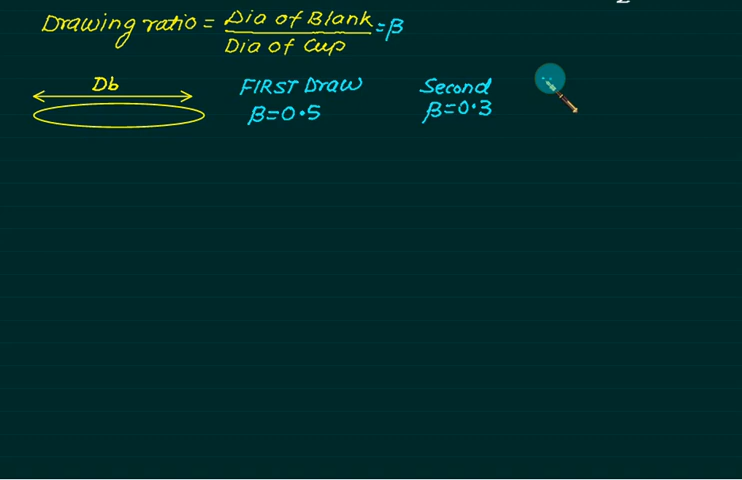 Drawing ratio = Dia of Blank / Dia of Cup = β
Db
FIRST Draw
β=0.5
Second
β=0.3